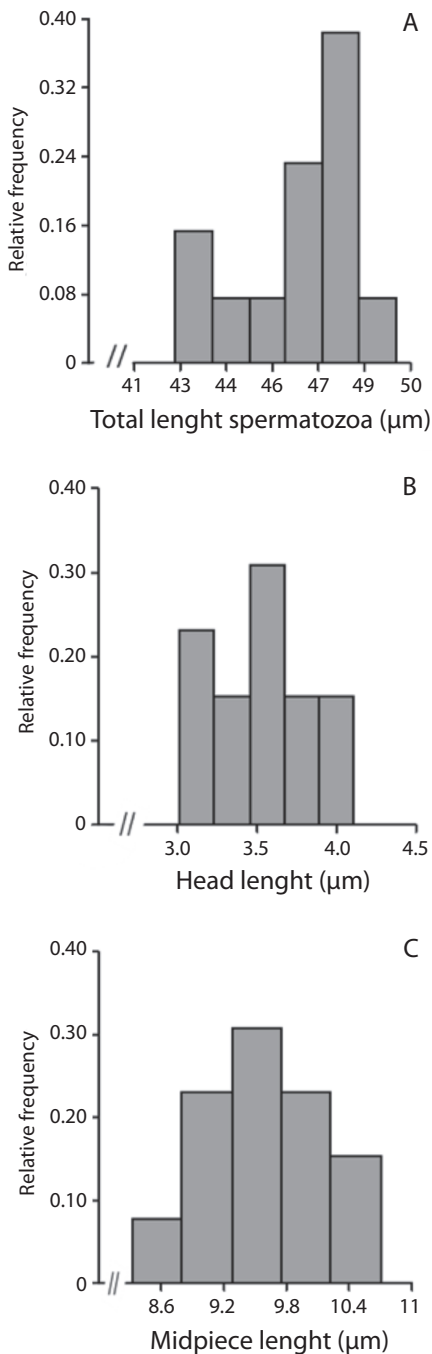 A
0.40
0.32
0.24
0.16
0.08
0
Relative frequency
41 43 44 46 47 49 50
Total lenght spermatozoa (µm)
B
0.40
0.30
0.20
0.10
0
Relative frequency
3.0 3.5 4.0 4.5
Head lenght (µm)
C
0.40
0.30
0.20
0.10
0
Relative frequency
8.6 9.2 9.8 10.4 11
Midpiece lenght (µm)